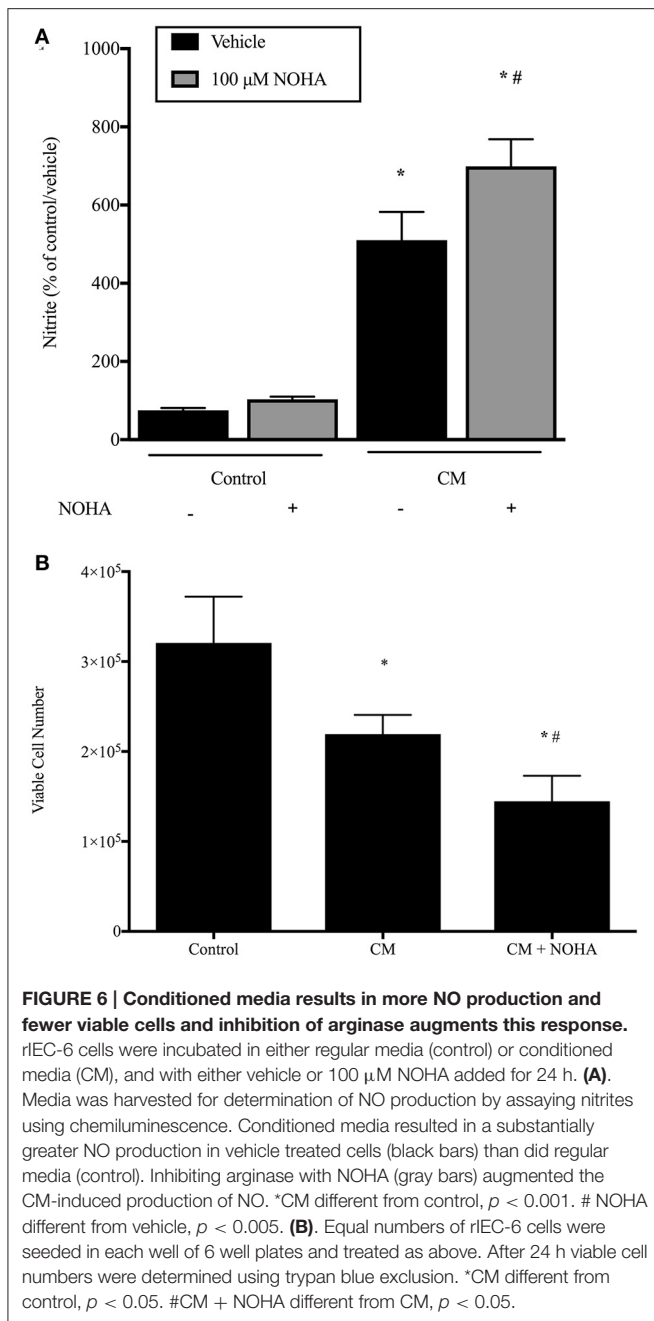 A
1000
800
600
400
200
0
Nitrite (% of control/vehicle)
Vehicle
100 μM NOHA
*
* #
Control
CM
NOHA
-
+
-
+
B
4×10⁵
3×10⁵
2×10⁵
1×10⁵
0
Viable Cell Number
*
* #
Control
CM
CM + NOHA
FIGURE 6 | Conditioned media results in more NO production and
fewer viable cells and inhibition of arginase augments this response.
rIEC-6 cells were incubated in either regular media (control) or conditioned
media (CM), and with either vehicle or 100 μM NOHA added for 24 h. (A).
Media was harvested for determination of NO production by assaying nitrites
using chemiluminescence. Conditioned media resulted in a substantially
greater NO production in vehicle treated cells (black bars) than did regular
media (control). Inhibiting arginase with NOHA (gray bars) augmented the
CM-induced production of NO. *CM different from control, p < 0.001. # NOHA
different from vehicle, p < 0.005. (B). Equal numbers of rIEC-6 cells were
seeded in each well of 6 well plates and treated as above. After 24 h viable cell
numbers were determined using trypan blue exclusion. *CM different from
control, p < 0.05. #CM + NOHA different from CM, p < 0.05.